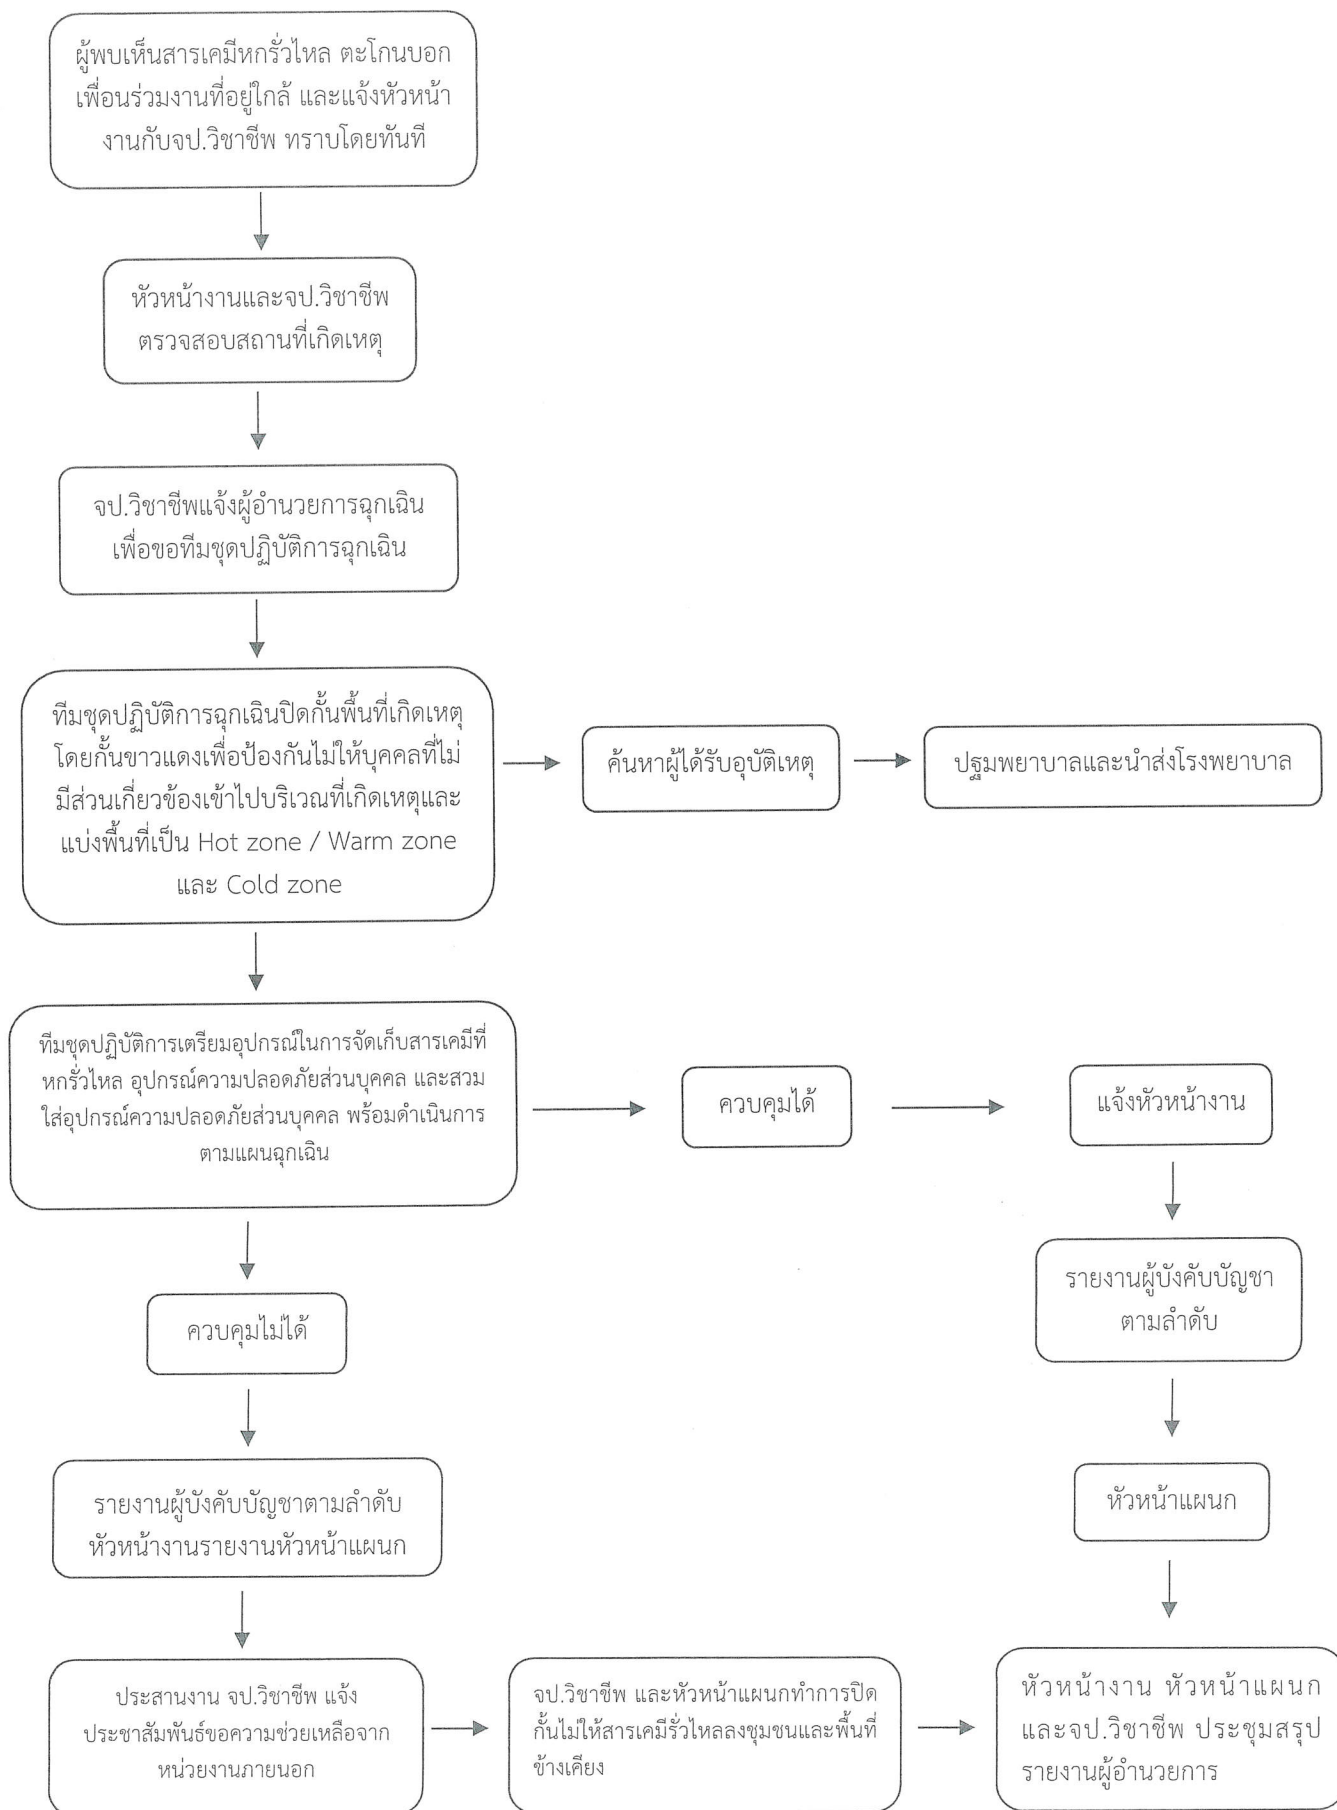 ผู้พบเห็นสารเคมีหกรั่วไหล ตะโกนบอก
เพื่อนร่วมงานที่อยู่ใกล้ และแจ้งหัวหน้า
งานกับจป.วิชาชีพ ทราบโดยทันที
หัวหน้างานและจป.วิชาชีพ
ตรวจสอบสถานที่เกิดเหตุ
จป.วิชาชีพแจ้งผู้อำนวยการฉุกเฉิน
เพื่อขอทีมชุดปฏิบัติการฉุกเฉิน
ทีมชุดปฏิบัติการฉุกเฉินปิดกั้นพื้นที่เกิดเหตุ
โดยกั้นขาวแดงเพื่อป้องกันไม่ให้บุคคลที่ไม่
มีส่วนเกี่ยวข้องเข้าไปบริเวณที่เกิดเหตุและ
แบ่งพื้นที่เป็น Hot zone / Warm zone
และ Cold zone
ค้นหาผู้ได้รับอุบัติเหตุ
ปฐมพยาบาลและนำส่งโรงพยาบาล
ทีมชุดปฏิบัติการเตรียมอุปกรณ์ในการจัดเก็บสารเคมีที่
หกรั่วไหล อุปกรณ์ความปลอดภัยส่วนบุคคล และสวม
ใส่อุปกรณ์ความปลอดภัยส่วนบุคคล พร้อมดำเนินการ
ตามแผนฉุกเฉิน
ควบคุมได้
แจ้งหัวหน้างาน
รายงานผู้บังคับบัญชา
ตามลำดับ
หัวหน้าแผนก
ควบคุมไม่ได้
รายงานผู้บังคับบัญชาตามลำดับ
หัวหน้างานรายงานหัวหน้าแผนก
ประสานงาน จป.วิชาชีพ แจ้ง
ประชาสัมพันธ์ขอความช่วยเหลือจาก
หน่วยงานภายนอก
จป.วิชาชีพ และหัวหน้าแผนกทำการปิด
กั้นไม่ให้สารเคมีรั่วไหลลงชุมชนและพื้นที่
ข้างเคียง
หัวหน้างาน หัวหน้าแผนก
และจป.วิชาชีพ ประชุมสรุป
รายงานผู้อำนวยการ